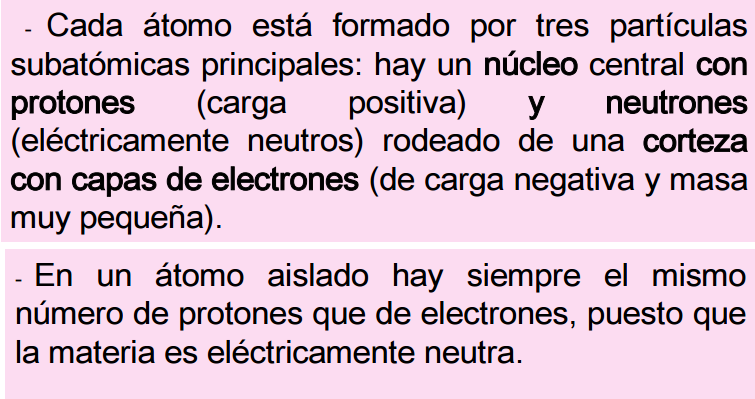 - Cada átomo está formado por tres partículas
subatómicas principales: hay un núcleo central con
protones (carga positiva) y neutrones
(eléctricamente neutros) rodeado de una corteza
con capas de electrones (de carga negativa y masa
muy pequeña).
- En un átomo aislado hay siempre el mismo
número de protones que de electrones, puesto que
la materia es eléctricamente neutra.